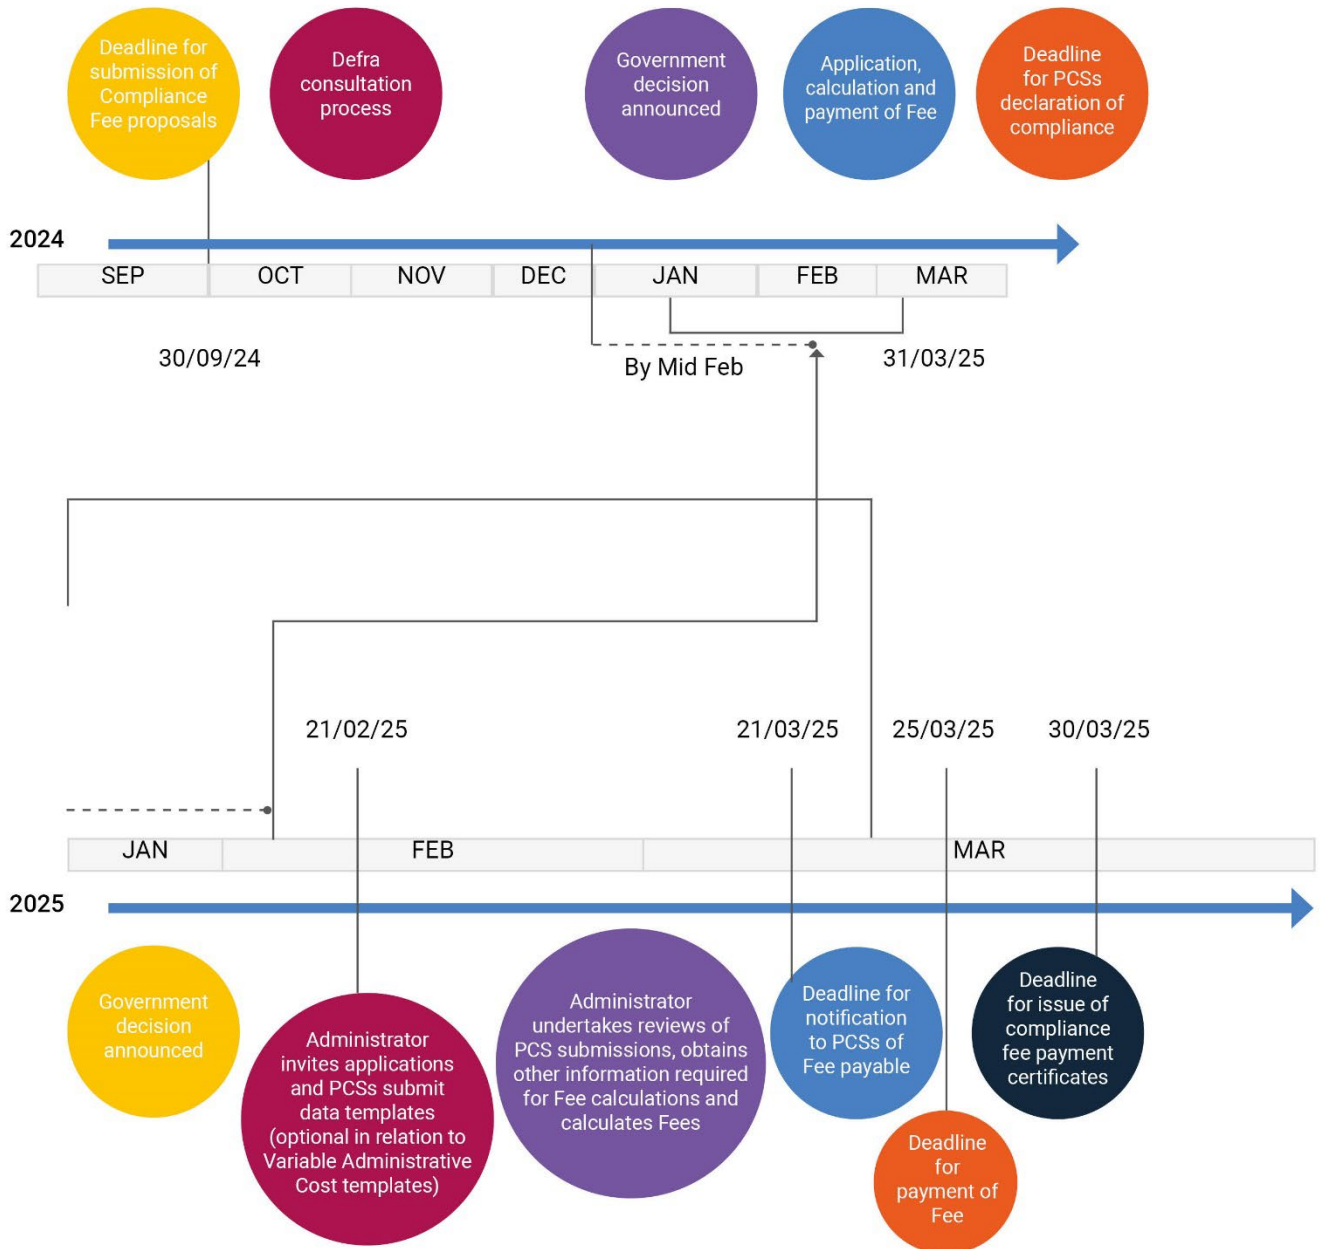 Deadline for
submission of
Compliance
Fee proposals
Defra
consultation
process
Government
decision
announced
Application,
calculation and
payment of Fee
Deadline
for PCSs
declaration of
compliance
2024
SEP
OCT
NOV
DEC
JAN
FEB
MAR
30/09/24
By Mid Feb
31/03/25
21/02/25
21/03/25
25/03/25
30/03/25
JAN
FEB
MAR
2025
Government
decision
announced
Administrator
invites applications
and PCSs submit
data templates
(optional in relation to
Variable Administrative
Cost templates)
Administrator
undertakes reviews of
PCS submissions, obtains
other information required
for Fee calculations and
calculates Fees
Deadline for
notification
to PCSs of
Fee payable
Deadline
for
payment of
Fee
Deadline
for issue of
compliance
fee payment
certificates